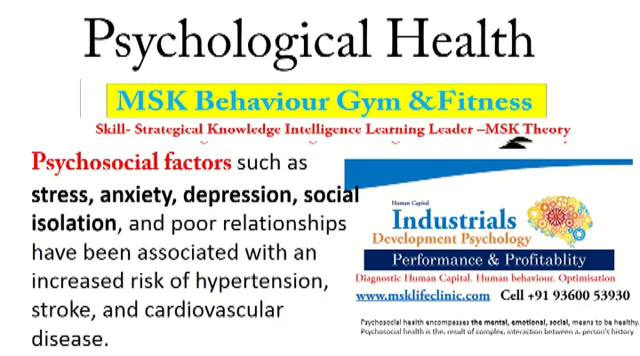 Psychological Health
MSK Behaviour Gym &Fitness
Skill- Strategical Knowledge Intelligence Learning Leader –MSK Theory
Psychosocial factors such as
stress, anxiety, depression, social
isolation, and poor relationships
have been associated with an
increased risk of hypertension,
stroke, and cardiovascular
disease.
Human Capital
Industrials
Development Psychology
Performance & Profitablity
Diagnostic Human Capital. Human behaviour. Optimisation
www.msklifeclinic.com Cell +91 93600 53930
Psychosocial health encompasses the mental, emotional, social, means to be healthy.
Psychosocial health is the, result of complex, interaction between a, person's history